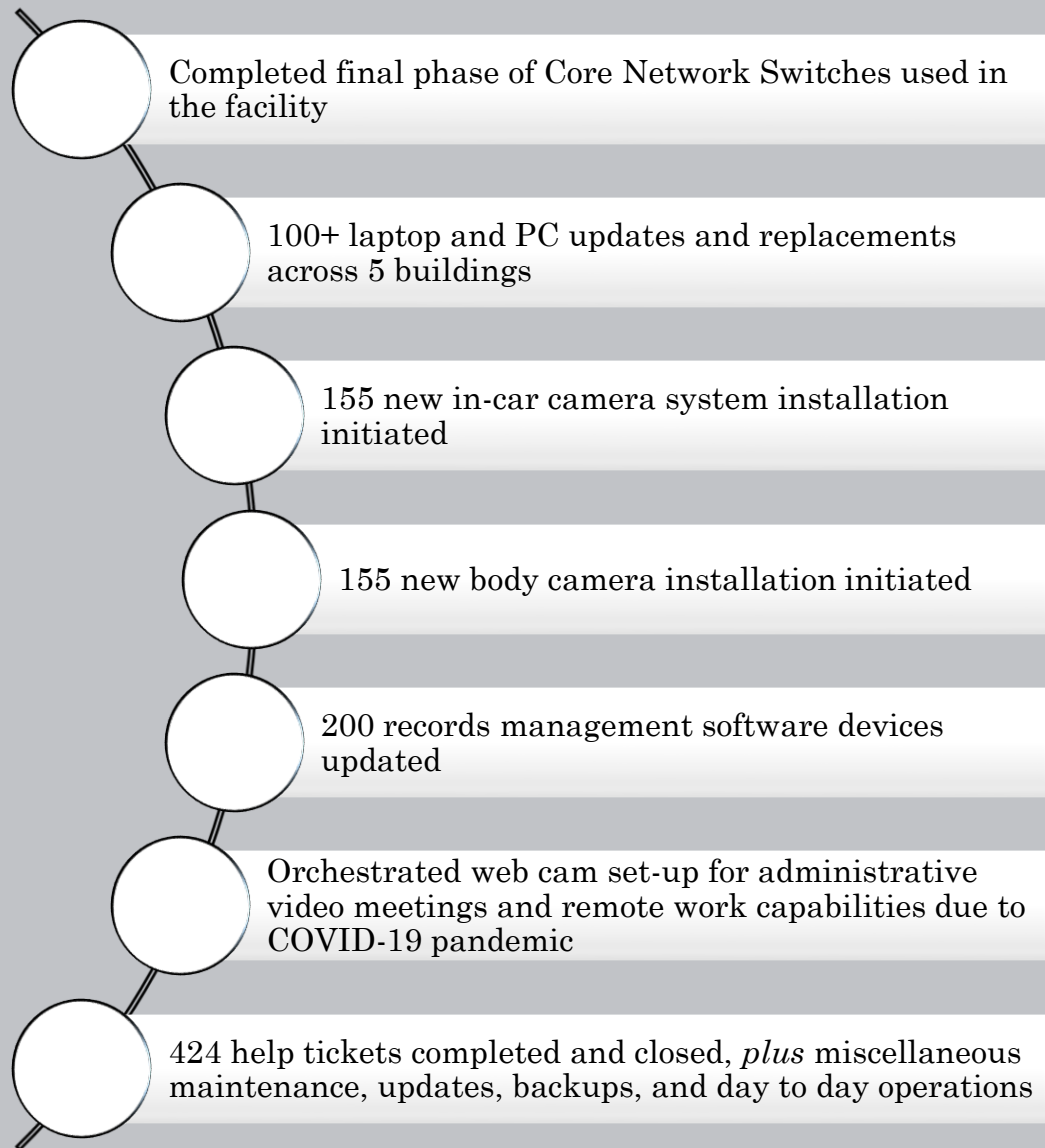 Completed final phase of Core Network Switches used in
the facility
100+ laptop and PC updates and replacements
across 5 buildings
155 new in-car camera system installation
initiated
155 new body camera installation initiated
200 records management software devices
updated
Orchestrated web cam set-up for administrative
video meetings and remote work capabilities due to
COVID-19 pandemic
424 help tickets completed and closed, plus miscellaneous
maintenance, updates, backups, and day to day operations